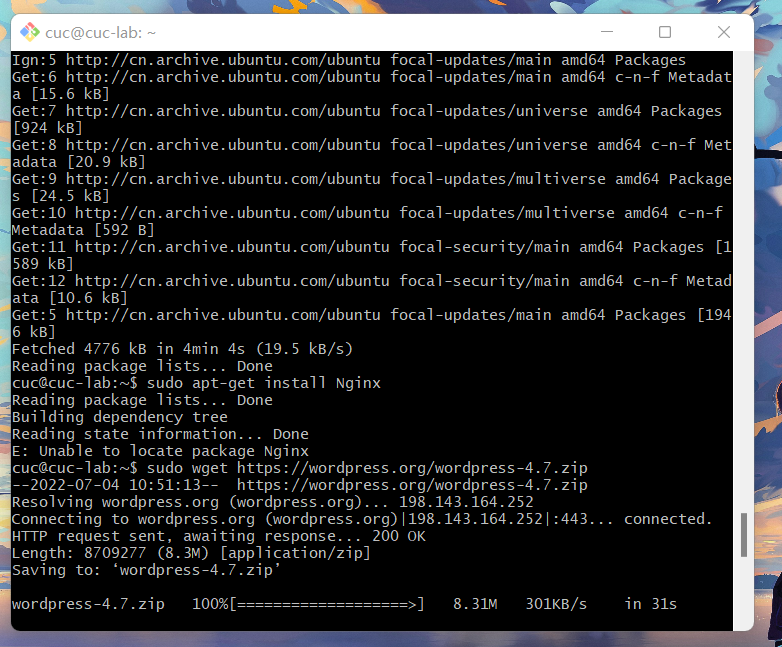 cuc@cuc-lab: ~
Ign:5 http://cn.archive.ubuntu.com/ubuntu focal-updates/main amd64 Packages
Get:6 http://cn.archive.ubuntu.com/ubuntu focal-updates/main amd64 c-n-f Metadat
a [15.6 kB]
Get:7 http://cn.archive.ubuntu.com/ubuntu focal-updates/universe amd64 Packages
[924 kB]
Get:8 http://cn.archive.ubuntu.com/ubuntu focal-updates/universe amd64 c-n-f Met
adata [20.9 kB]
Get:9 http://cn.archive.ubuntu.com/ubuntu focal-updates/multiverse amd64 Package
s [24.5 kB]
Get:10 http://cn.archive.ubuntu.com/ubuntu focal-updates/multiverse amd64 c-n-f
Metadata [592 B]
Get:11 http://cn.archive.ubuntu.com/ubuntu focal-security/main amd64 Packages [1
589 kB]
Get:12 http://cn.archive.ubuntu.com/ubuntu focal-security/main amd64 c-n-f Metad
ata [10.6 kB]
Get:5 http://cn.archive.ubuntu.com/ubuntu focal-updates/main amd64 Packages [194
6 kB]
Fetched 4776 kB in 4min 4s (19.5 kB/s)
Reading package lists... Done
cuc@cuc-lab:~$ sudo apt-get install Nginx
Reading package lists... Done
Building dependency tree
Reading state information... Done
E: Unable to locate package Nginx
cuc@cuc-lab:~$ sudo wget https://wordpress.org/wordpress-4.7.zip
--2022-07-04 10:51:13--  https://wordpress.org/wordpress-4.7.zip
Resolving wordpress.org (wordpress.org)... 198.143.164.252
Connecting to wordpress.org (wordpress.org)|198.143.164.252|:443... connected.
HTTP request sent, awaiting response... 200 OK
Length: 8709277 (8.3M) [application/zip]
Saving to: ‘wordpress-4.7.zip’
wordpress-4.7.zip   100%[===================>]   8.31M   301KB/s    in 31s